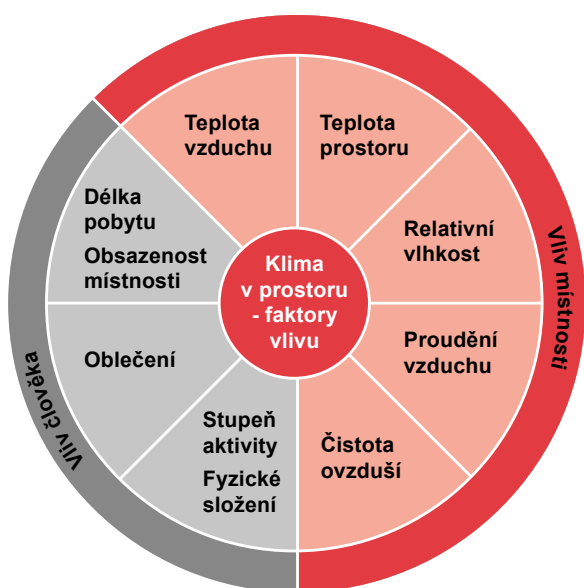 Teplota
vzduchu
Teplota
prostoru
Relativní
vlhkost
Proudění
vzduchu
Čistota
ovzduší
Stupeň
aktivity
Fyzické
složení
Oblečení
Délka
pobytu
Obsazenost
místnosti
Klima
v prostoru
- faktory
vlivu
Vliv místnosti
Vliv člověka